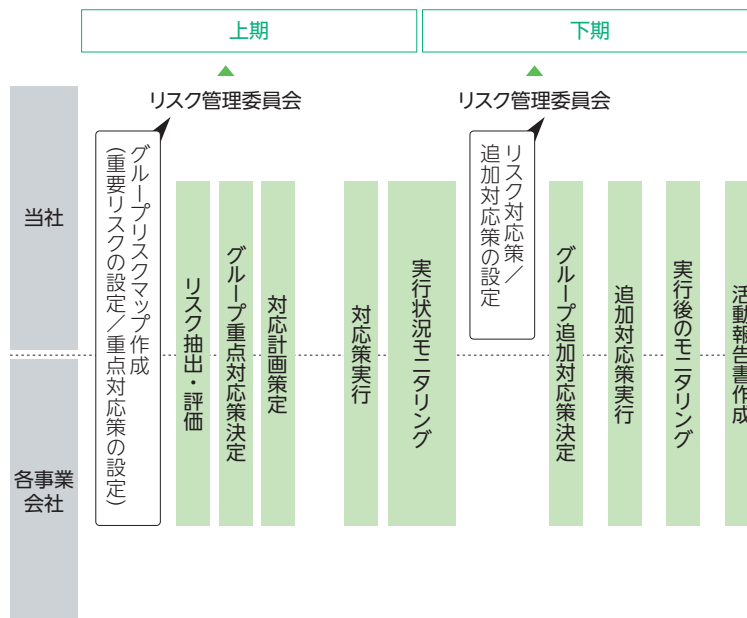 上期
下期
リスク管理委員会
リスク管理委員会
当社
各事業
会社
グループリスクマップ作成
(重要リスクの設定/重点対応策の設定)
リスク抽出・評価
グループ重点対応策決定
対応計画策定
対応策実行
実行状況モニタリング
リスク対応策/
追加対応策の設定
グループ追加対応策決定
追加対応策実行
実行後のモニタリング
活動報告書作成